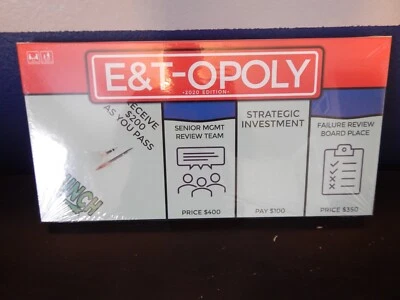 E&T-OPOLY
•2020 EDITION•
RECEIVE
$200
AS YOU PASS
SENIOR MGMT
REVIEW TEAM
PRICE $400
STRATEGIC
INVESTMENT
PAY $100
FAILURE REVIEW
BOARD PLACE
PRICE $350